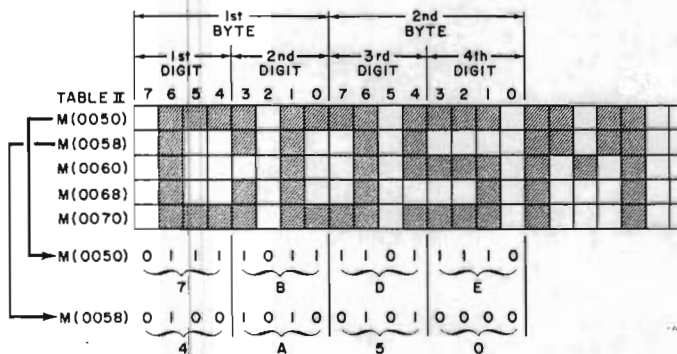 1st 2nd
BYTE BYTE
1st 2nd 3rd 4th
DIGIT DIGIT DIGIT DIGIT
TABLE II 7 6 5 4 3 2 1 0 7 6 5 4 3 2 1 0
M(0050)
M(0058)
M(0060)
M(0068)
M(0070)
M(0050) 0 1 1 1 1 0 1 1 1 1 0 1 1 1 1 0
7 B D E
M(0058) 0 1 0 0 1 0 1 0 0 1 0 1 0 0 0 0
4 A 5 0